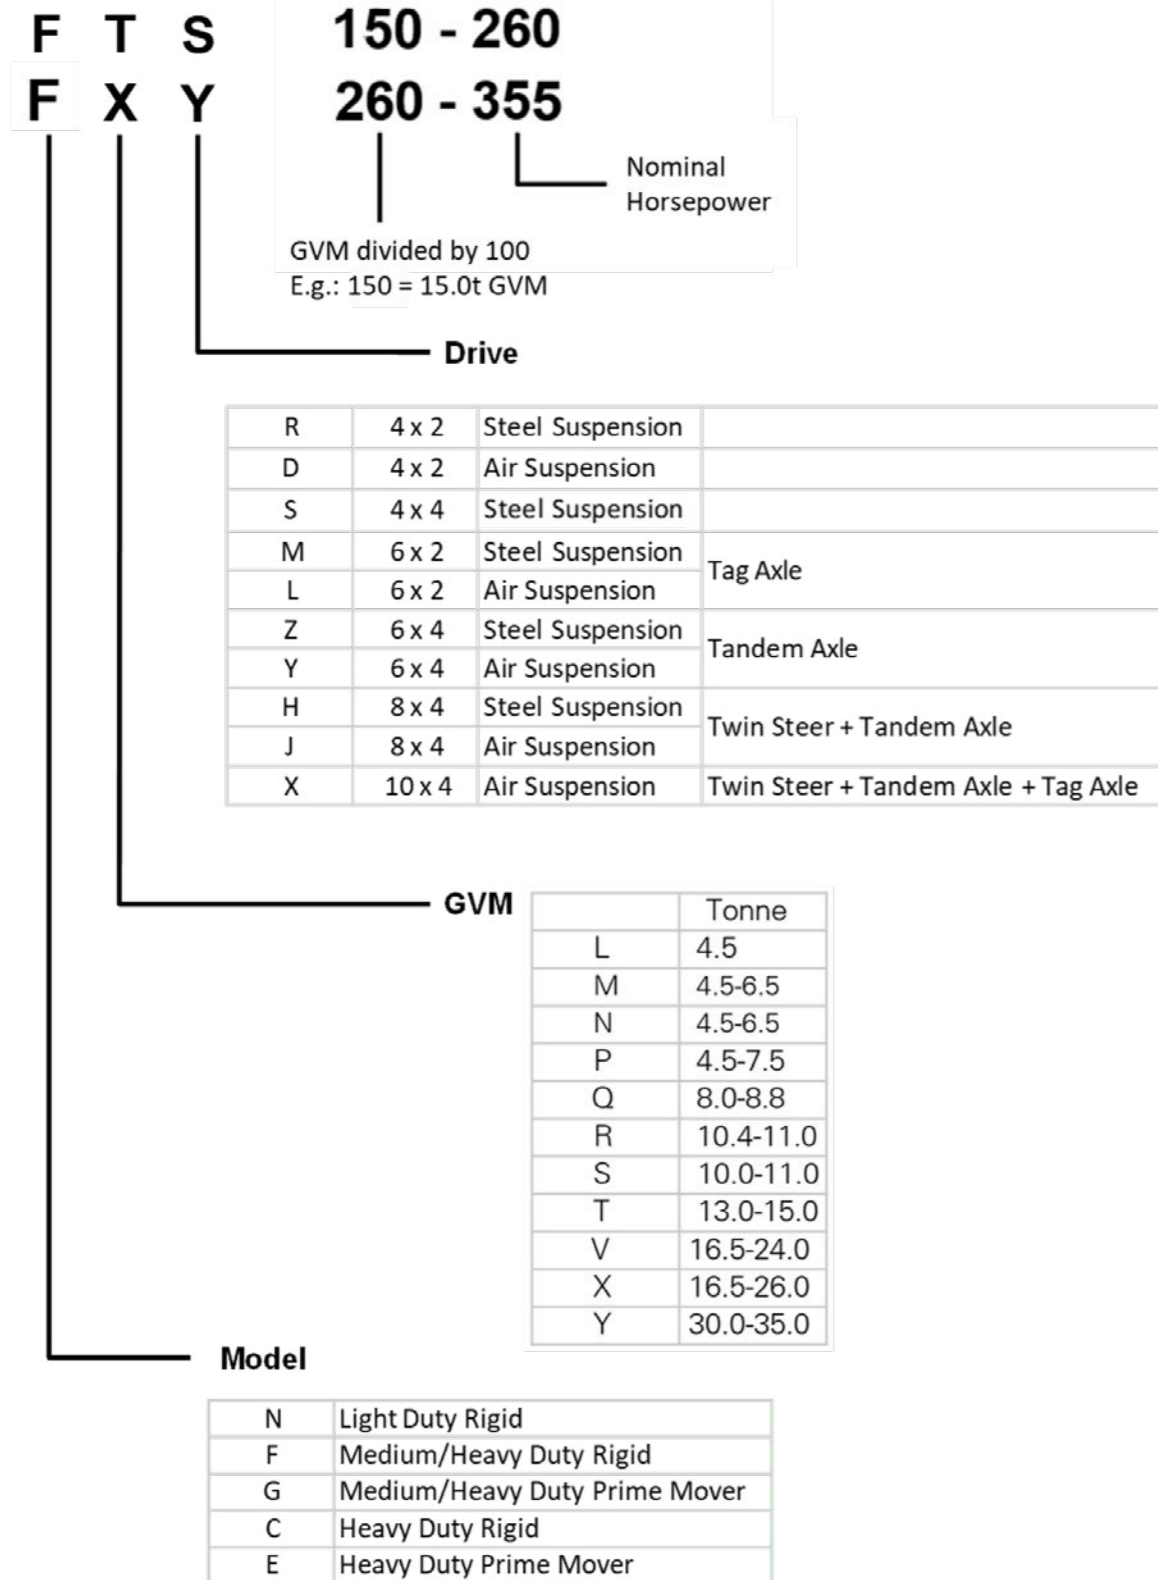 F T S 150 - 260
F X Y 260 - 355
Nominal
Horsepower
GVM divided by 100
E.g.: 150 = 15.0t GVM
Drive
R 4 x 2 Steel Suspension
D 4 x 2 Air Suspension
S 4 x 4 Steel Suspension
M 6 x 2 Steel Suspension
Tag Axle
L 6 x 2 Air Suspension
Z 6 x 4 Steel Suspension
Tandem Axle
Y 6 x 4 Air Suspension
H 8 x 4 Steel Suspension
Twin Steer + Tandem Axle
J 8 x 4 Air Suspension
X 10 x 4 Air Suspension Twin Steer + Tandem Axle + Tag Axle
GVM
Tonne
L 4.5
M 4.5-6.5
N 4.5-6.5
P 4.5-7.5
Q 8.0-8.8
R 10.4-11.0
S 10.0-11.0
T 13.0-15.0
V 16.5-24.0
X 16.5-26.0
Y 30.0-35.0
Model
N Light Duty Rigid
F Medium/Heavy Duty Rigid
G Medium/Heavy Duty Prime Mover
C Heavy Duty Rigid
E Heavy Duty Prime Mover